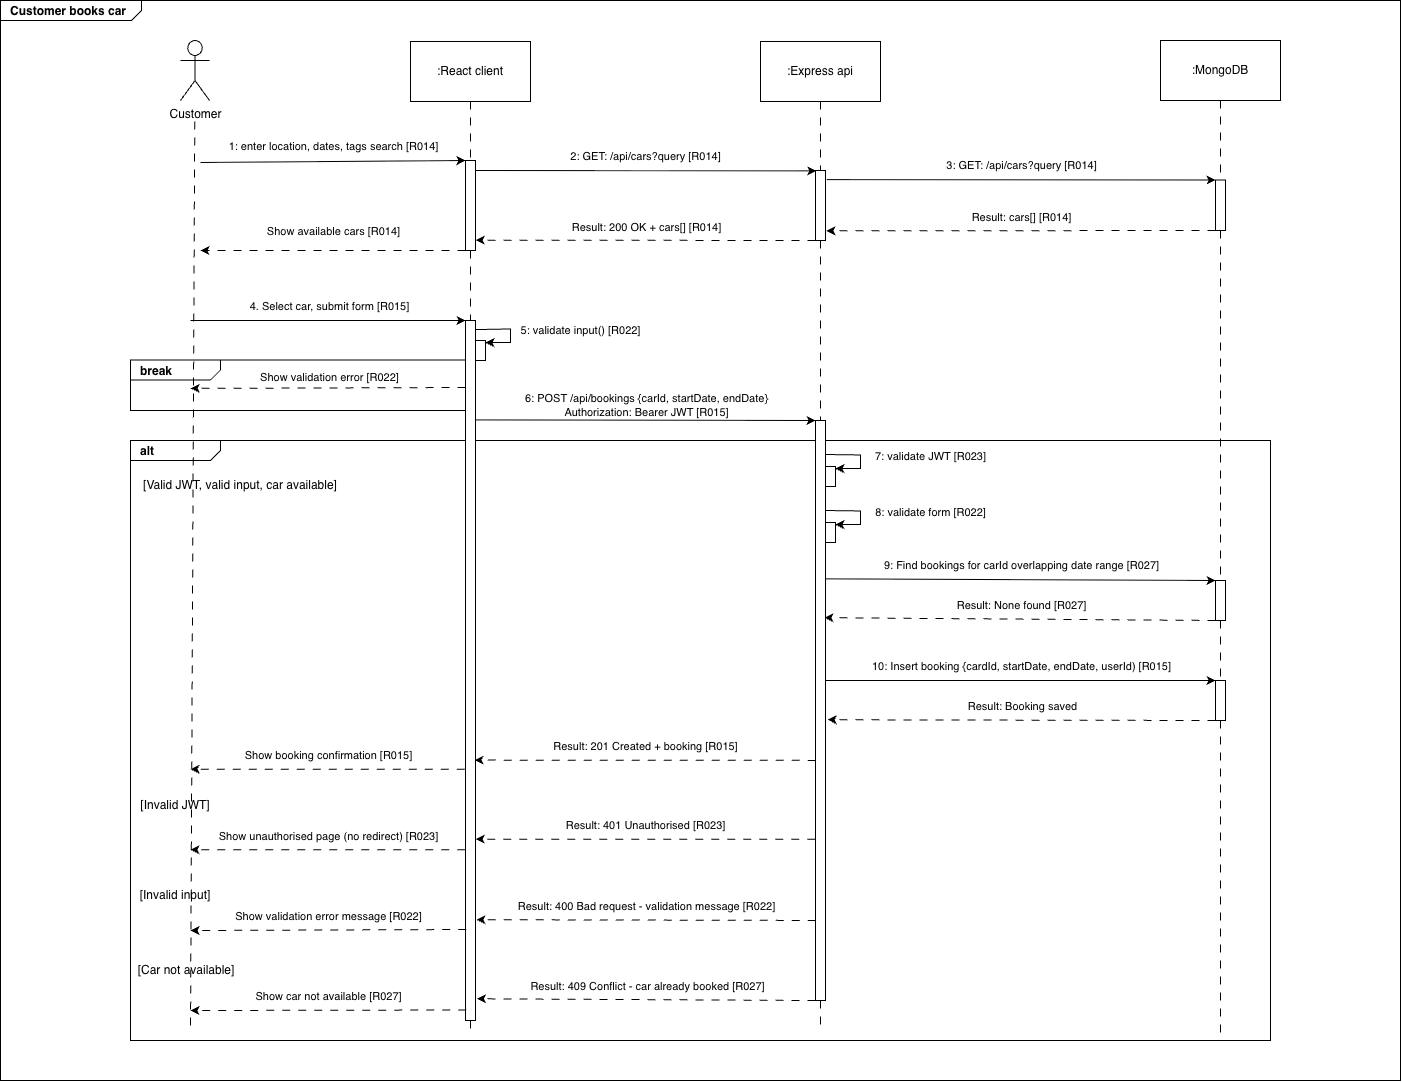 Customer books car
:React client
:Express api
:MongoDB
Customer
1: enter location, dates, tags search [R014]
2: GET: /api/cars?query [R014]
3: GET: /api/cars?query [R014]
Result: cars[] [R014]
Result: 200 OK + cars[] [R014]
Show available cars [R014]
4. Select car, submit form [R015]
5: validate input() [R022]
break
Show validation error [R022]
6: POST /api/bookings {carId, startDate, endDate}
Authorization: Bearer JWT [R015]
alt
7: validate JWT [R023]
[Valid JWT, valid input, car available]
8: validate form [R022]
9: Find bookings for carId overlapping date range [R027]
Result: None found [R027]
10: Insert booking {cardId, startDate, endDate, userId) [R015]
Result: Booking saved
Result: 201 Created + booking [R015]
Show booking confirmation [R015]
[Invalid JWT]
Result: 401 Unauthorised [R023]
Show unauthorised page (no redirect) [R023]
[Invalid input]
Result: 400 Bad request - validation message [R022]
Show validation error message [R022]
[Car not available]
Result: 409 Conflict - car already booked [R027]
Show car not available [R027]